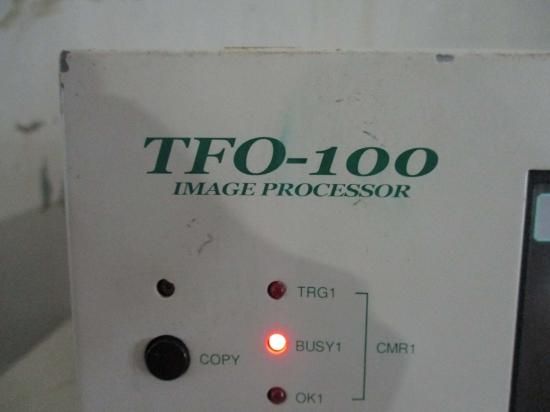 TFO-100
IMAGE PROCESSOR
TRG1
COPY
BUSY1
CMR1
OK1